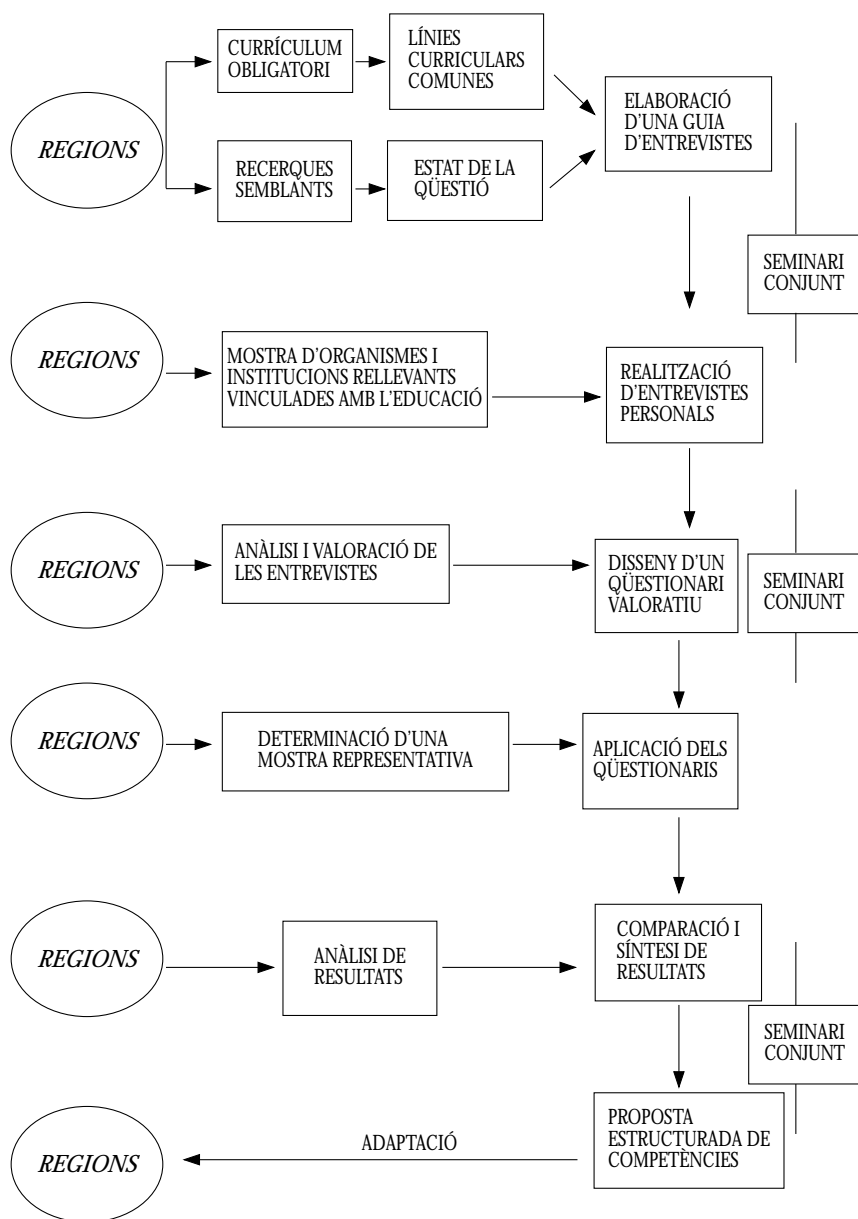 REGIONS
CURRÍCULUM
OBLIGATORI
LÍNIES
CURRICULARS
COMUNES
RECERQUES
SEMBLANTS
ESTAT DE LA
QÜESTIÓ
ELABORACIÓ
D'UNA GUIA
D'ENTREVISTES
SEMINARI
CONJUNT
REGIONS
MOSTRA D'ORGANISMES I
INSTITUCIONS RELLEVANTS
VINCULADES AMB L'EDUCACIÓ
REALITZACIÓ
D'ENTREVISTES
PERSONALS
REGIONS
ANÀLISI I VALORACIÓ DE
LES ENTREVISTES
DISSENY D'UN
QÜESTIONARI
VALORATIU
SEMINARI
CONJUNT
REGIONS
DETERMINACIÓ D'UNA
MOSTRA REPRESENTATIVA
APLICACIÓ DELS
QÜESTIONARIS
REGIONS
ANÀLISI DE
RESULTATS
COMPARACIÓ I
SÍNTESI DE
RESULTATS
SEMINARI
CONJUNT
PROPOSTA
ESTRUCTURADA DE
COMPETÈNCIES
ADAPTACIÓ
REGIONS